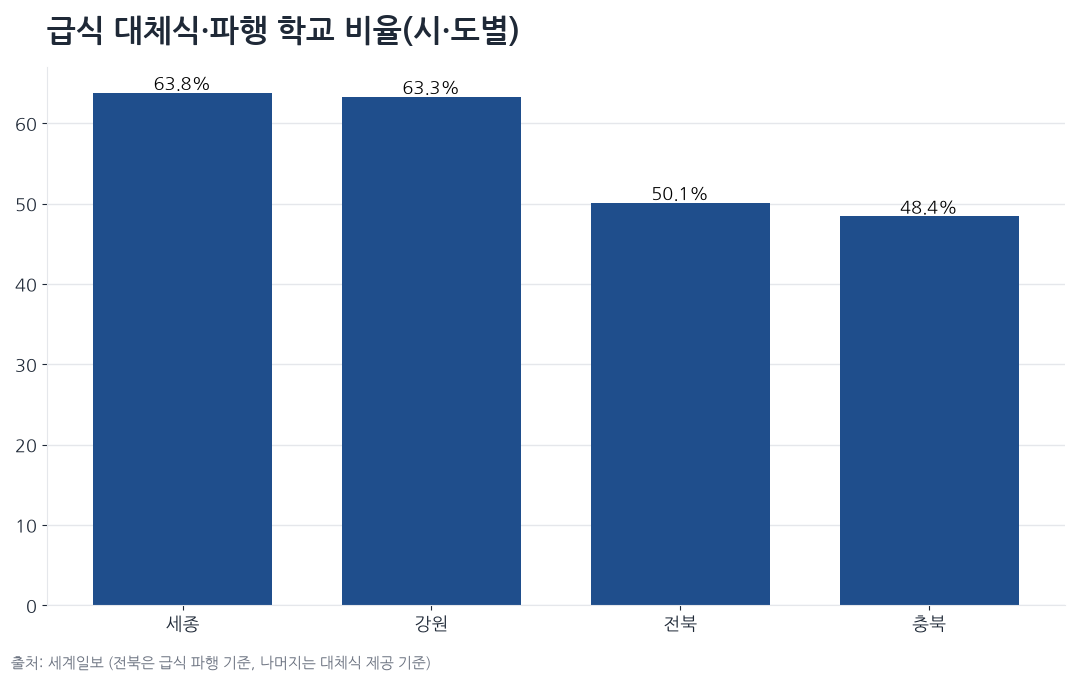 급식 대체식·파행 학교 비율(시·도별)
63.8%
63.3%
50.1%
48.4%
60
50
40
30
20
10
0
세종
강원
전북
충북
출처: 세계일보 (전북은 급식 파행 기준, 나머지는 대체식 제공 기준)